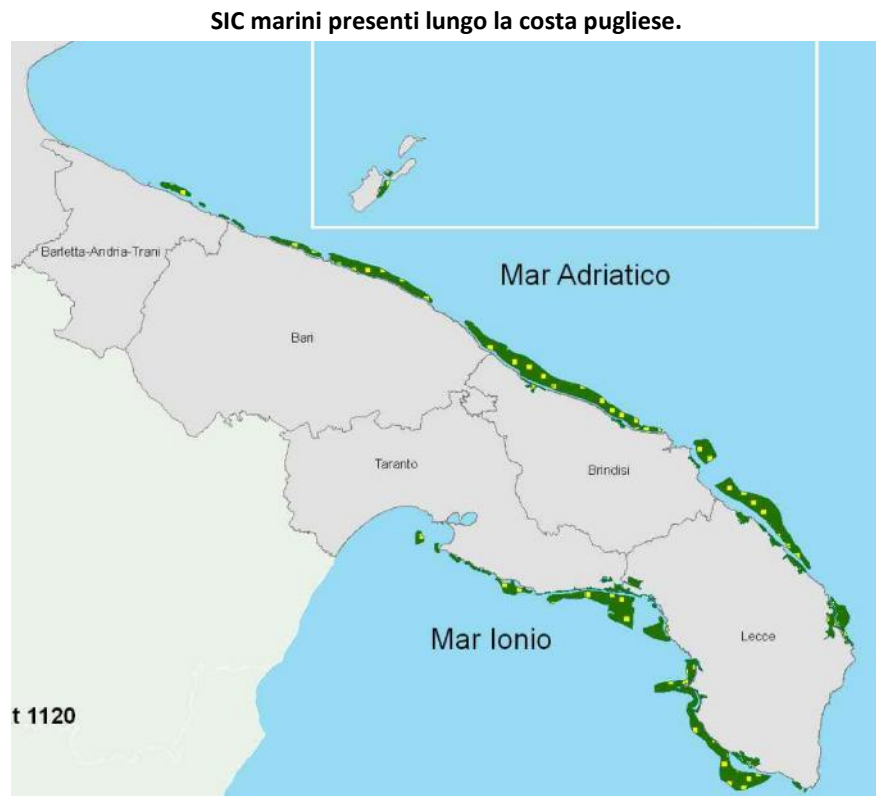 SIC marini presenti lungo la costa pugliese.
Barletta-Andria-Trani
Mar Adriatico
Bari
Taranto
Brindisi
Mar Ionio
Lecce
t 1120